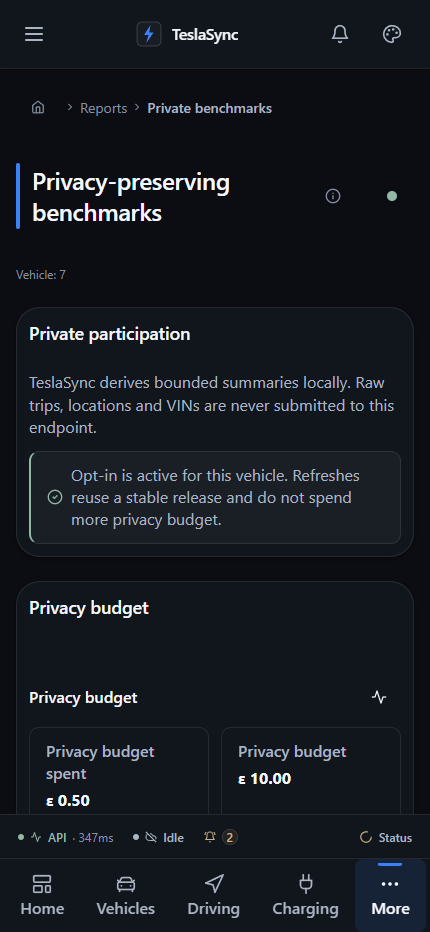 TeslaSync
Reports > Private benchmarks
Privacy-preserving
benchmarks
Vehicle: 7
Private participation
TeslaSync derives bounded summaries locally. Raw
trips, locations and VINs are never submitted to this
endpoint.
Opt-in is active for this vehicle. Refreshes
reuse a stable release and do not spend
more privacy budget.
Privacy budget
Privacy budget
Privacy budget
spent
ε 0.50
Privacy budget
ε 10.00
API · 347ms Idle 2 Status
Home Vehicles Driving Charging More